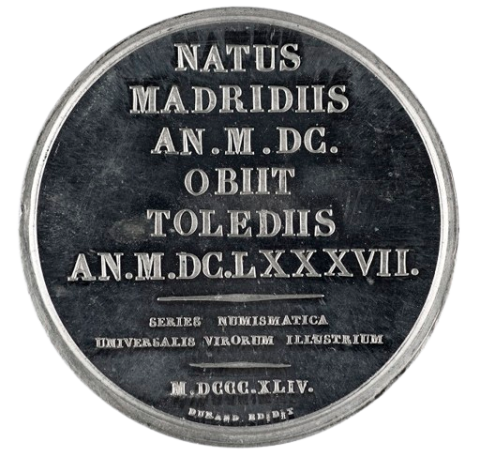 NATUS
MADRIDIIS
AN.M.DC.
OBIIT
TOLEDIIS
AN.M.DC.LXXXVII.
SERIES NUMISMATICA
UNIVERSALIS VIRORUM ILLUSTRIUM
M.DCCC.XLIV.
DURAND EDIDIT